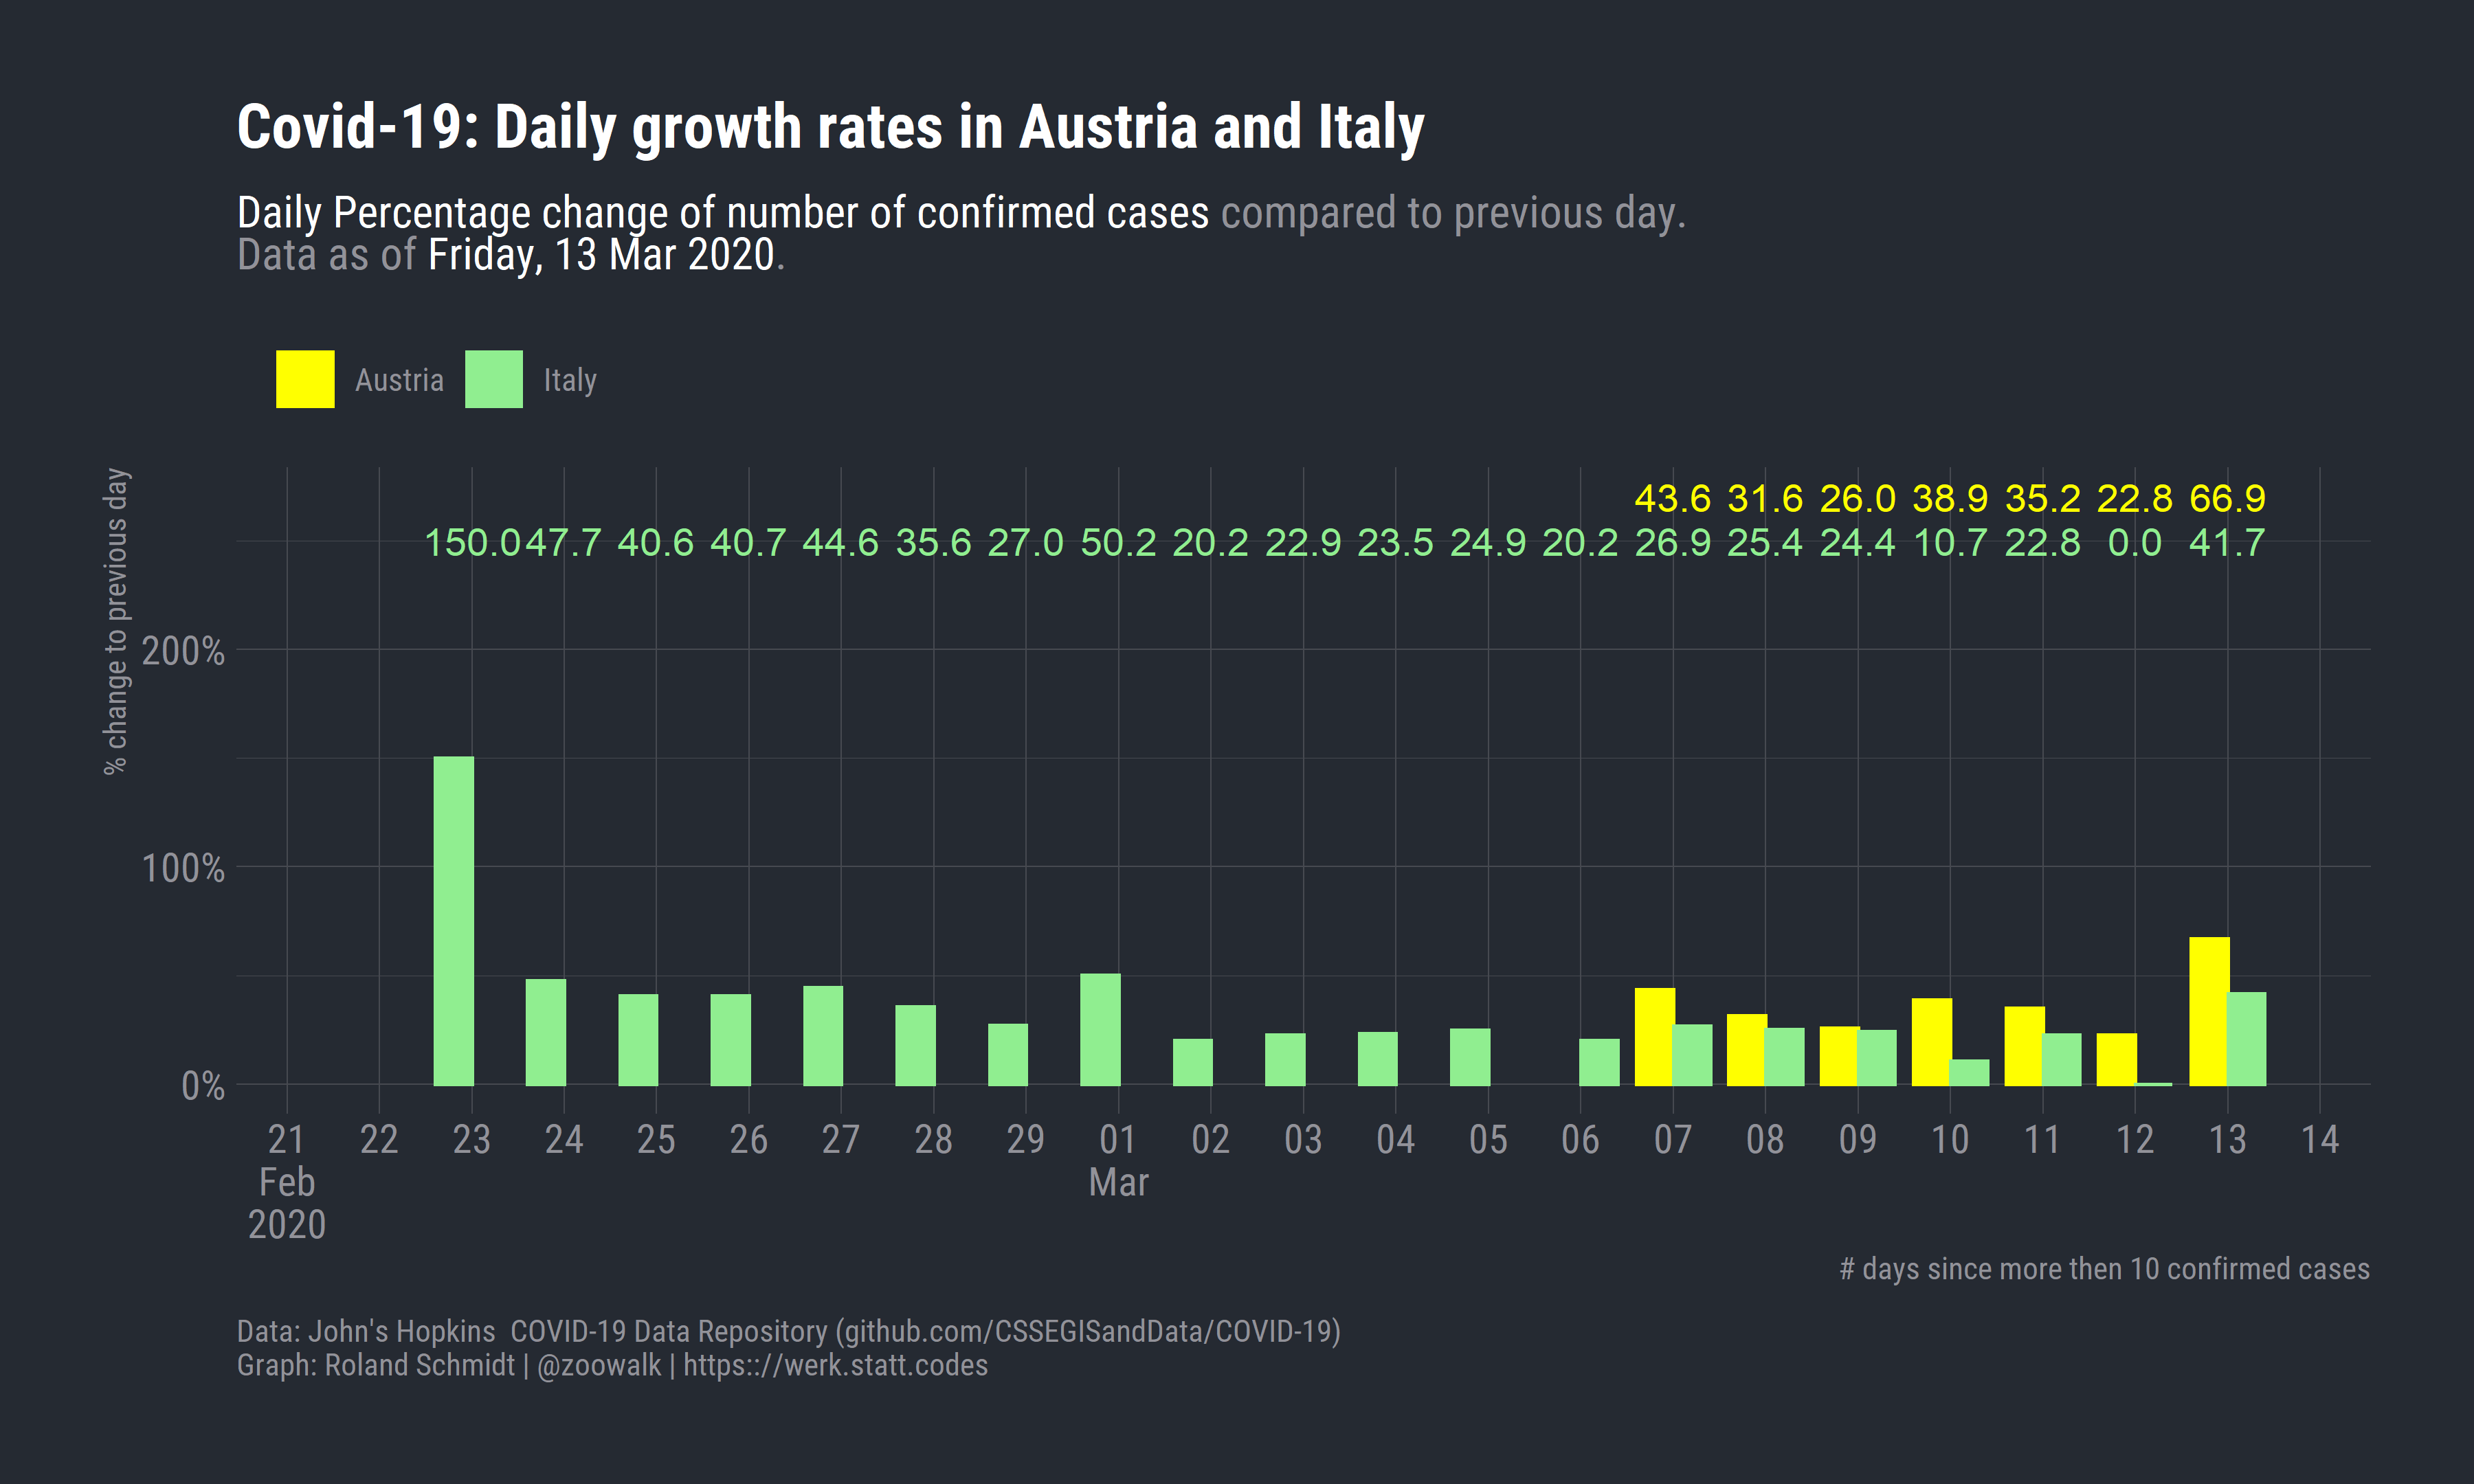 Covid-19: Daily growth rates in Austria and Italy
Daily Percentage change of number of confirmed cases compared to previous day.
Data as of Friday, 13 Mar 2020.
Austria Italy
% change to previous day
43.6 31.6 26.0 38.9 35.2 22.8 66.9
150.0 47.7 40.6 40.7 44.6 35.6 27.0 50.2 20.2 22.9 23.5 24.9 20.2 26.9 25.4 24.4 10.7 22.8 0.0 41.7
200%
100%
0%
21 22 23 24 25 26 27 28 29 01 02 03 04 05 06 07 08 09 10 11 12 13 14
Feb Mar
2020
# days since more then 10 confirmed cases
Data: John's Hopkins  COVID-19 Data Repository (github.com/CSSEGISandData/COVID-19)
Graph: Roland Schmidt | @zoowalk | https:://werk.statt.codes